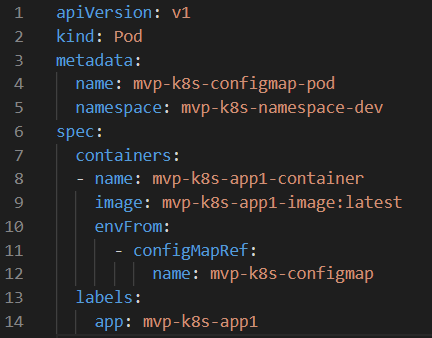 1 apiVersion: v1
2 kind: Pod
3 metadata:
4   name: mvp-k8s-configmap-pod
5   namespace: mvp-k8s-namespace-dev
6 spec:
7   containers:
8   - name: mvp-k8s-app1-container
9     image: mvp-k8s-app1-image:latest
10     envFrom:
11       - configMapRef:
12           name: mvp-k8s-configmap
13   labels:
14     app: mvp-k8s-app1